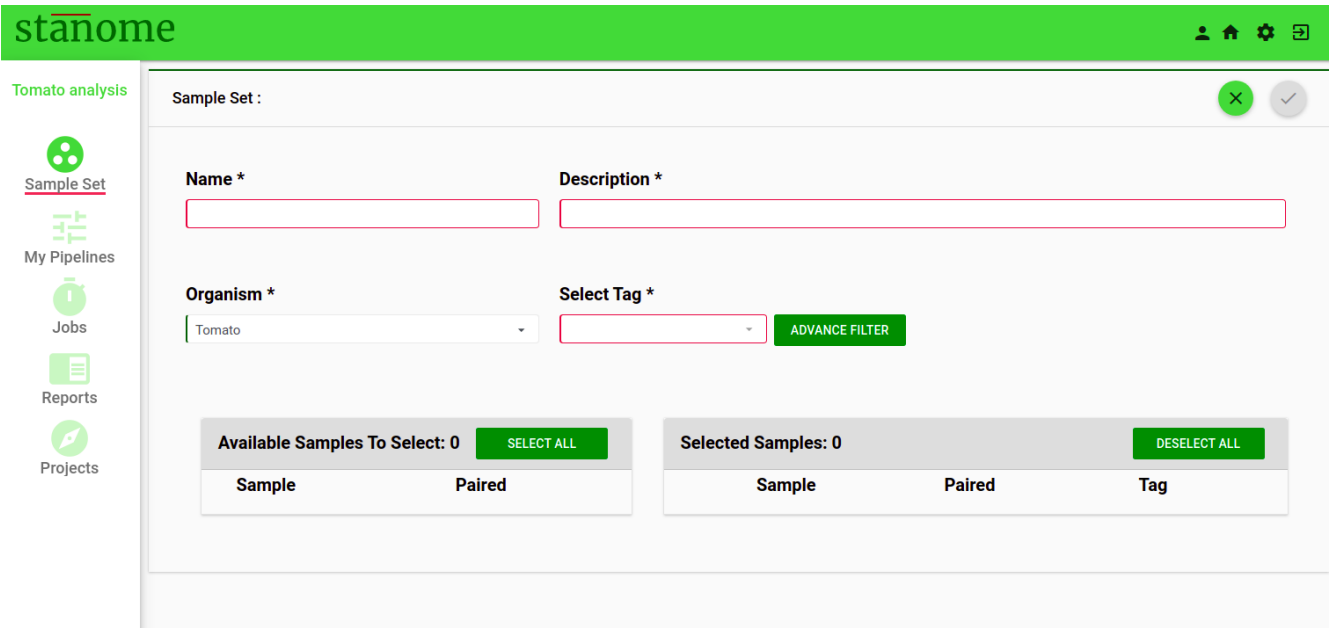 stanome
Tomato analysis
Sample Set :
Sample Set
My Pipelines
Jobs
Reports
Projects
Name *
Description *
Organism *
Select Tag *
Tomato
ADVANCE FILTER
Available Samples To Select: 0
SELECT ALL
Sample Paired
Selected Samples: 0
DESELECT ALL
Sample Paired Tag